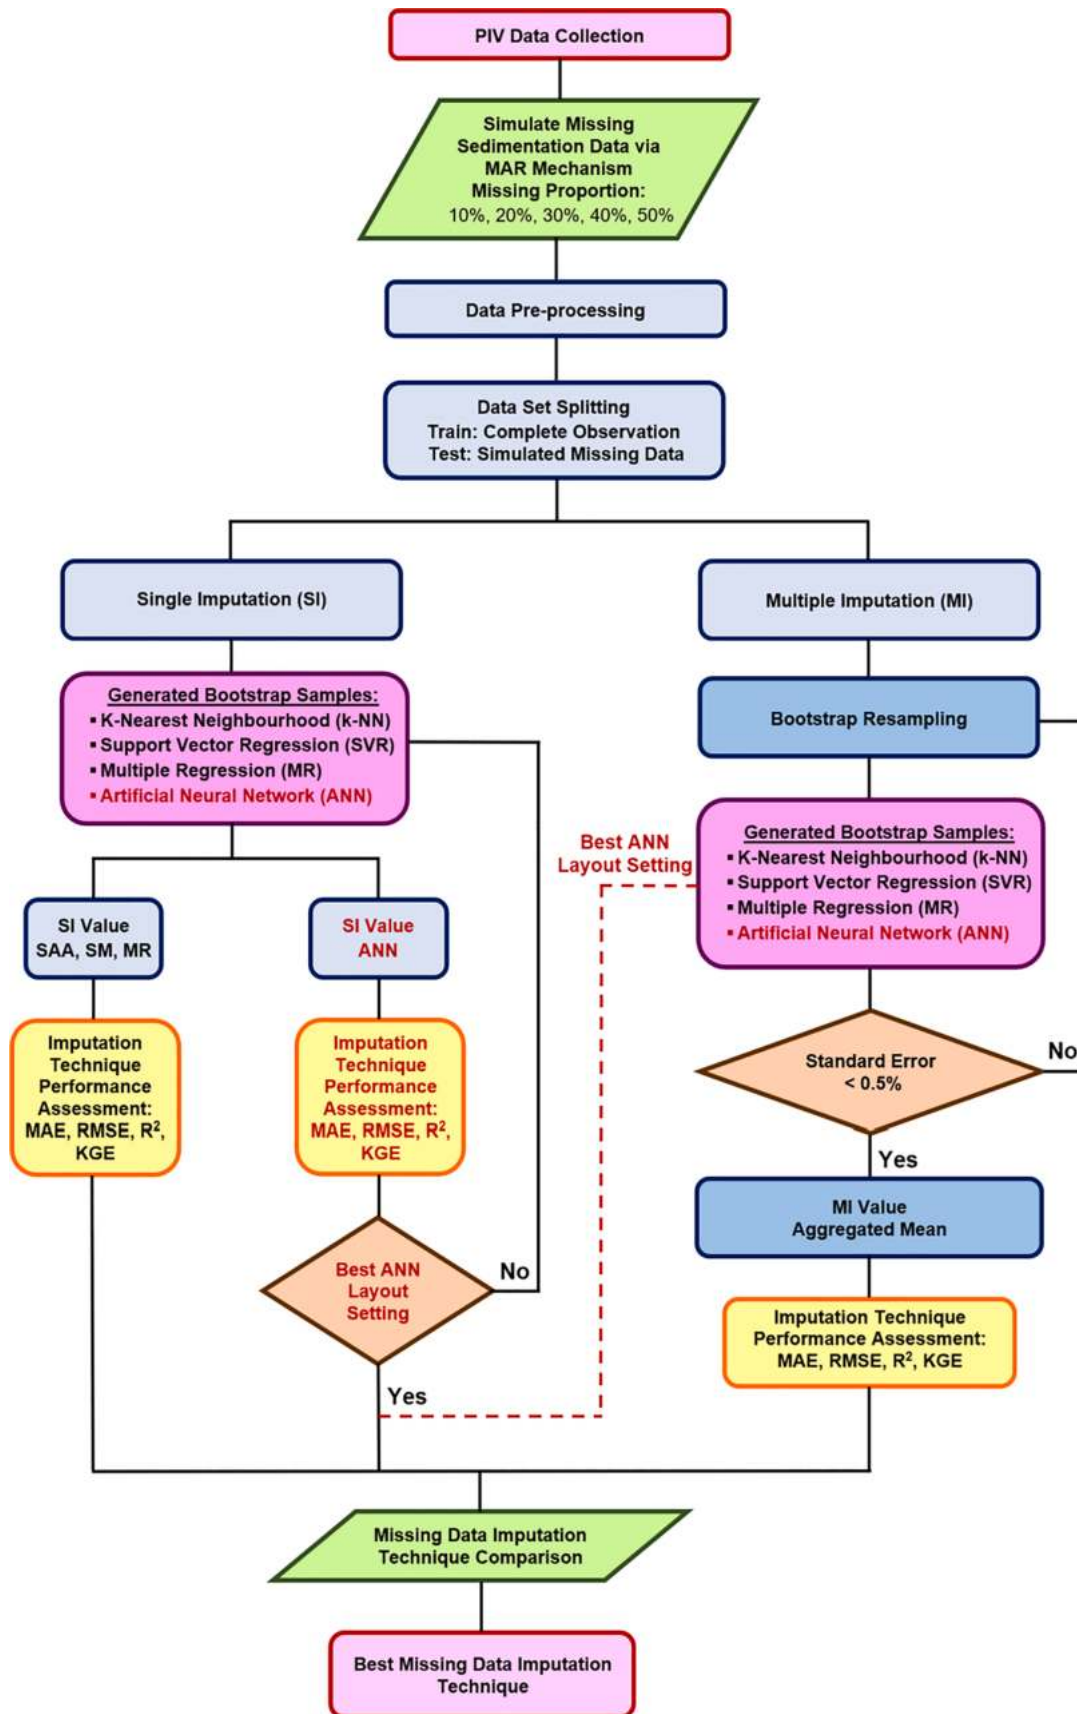 PIV Data Collection
Simulate Missing
Sedimentation Data via
MAR Mechanism
Missing Proportion:
10%, 20%, 30%, 40%, 50%
Data Pre-processing
Data Set Splitting
Train: Complete Observation
Test: Simulated Missing Data
Single Imputation (SI)
Generated Bootstrap Samples:
▪ K-Nearest Neighbourhood (k-NN)
▪ Support Vector Regression (SVR)
▪ Multiple Regression (MR)
▪ Artificial Neural Network (ANN)
SI Value
SAA, SM, MR
Imputation
Technique
Performance
Assessment:
MAE, RMSE, R²,
KGE
SI Value
ANN
Imputation
Technique
Performance
Assessment:
MAE, RMSE, R²,
KGE
Best ANN
Layout
Setting
No
Yes
Best ANN
Layout Setting
Multiple Imputation (MI)
Bootstrap Resampling
Generated Bootstrap Samples:
▪ K-Nearest Neighbourhood (k-NN)
▪ Support Vector Regression (SVR)
▪ Multiple Regression (MR)
▪ Artificial Neural Network (ANN)
Standard Error
< 0.5%
No
Yes
MI Value
Aggregated Mean
Imputation Technique
Performance Assessment:
MAE, RMSE, R², KGE
Missing Data Imputation
Technique Comparison
Best Missing Data Imputation
Technique